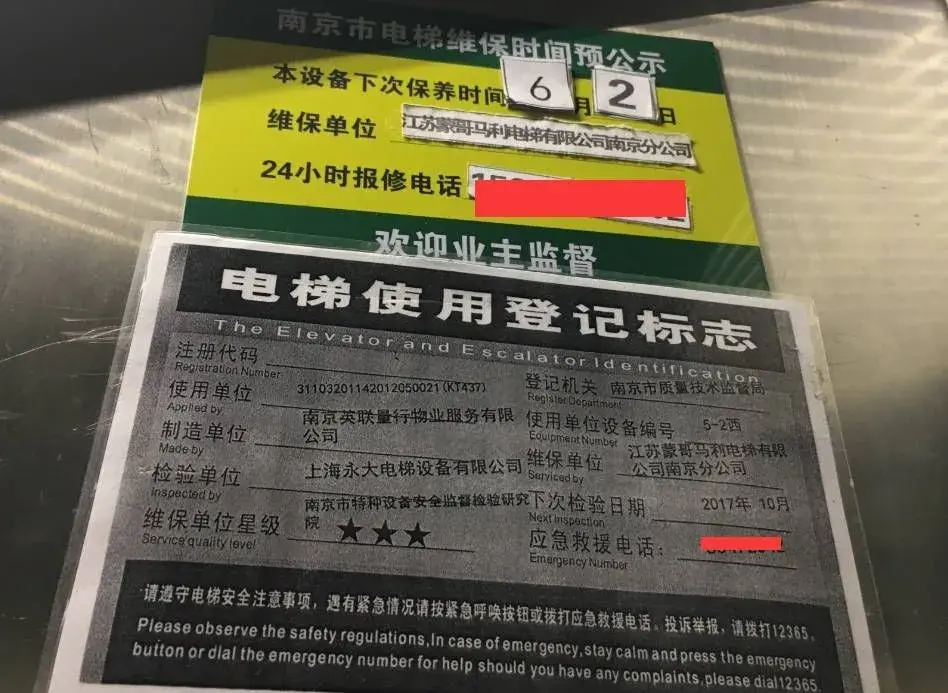 南京市电梯维保时间预公示
本设备下次保养时间 6 月 2 日
维保单位 江苏蒙哥马利电梯有限公司南京分公司
24小时报修电话
欢迎业主监督
电梯使用登记标志
The Elevator and Escalator Identification
注册代码
Registration Number
31103201142012050021(KT437)
登记机关 南京市质量技术监督局
Register Department
使用单位
Applied by
南京英联量行物业服务有限
公司
使用单位设备编号 5-2西
Equipment Number
制造单位
Made by
上海永大电梯设备有限公司
维保单位
Serviced by
江苏蒙哥马利电梯有限
公司南京分公司
检验单位
Inspected by
南京市特种设备安全监督检验研究
院
下次检验日期 2017年 10月
Next Inspection
维保单位星级 ★★★
Service quality level
应急救援电话：
Emergency Number
请遵守电梯安全注意事项，遇有紧急情况请按紧急呼唤按钮或拨打应急救援电话。投诉举报，请拨打12365。
Please observe the safety regulations,In case of emergency,stay calm and press the emergency
button or dial the emergency number for help should you have any complaints,please dial12365.